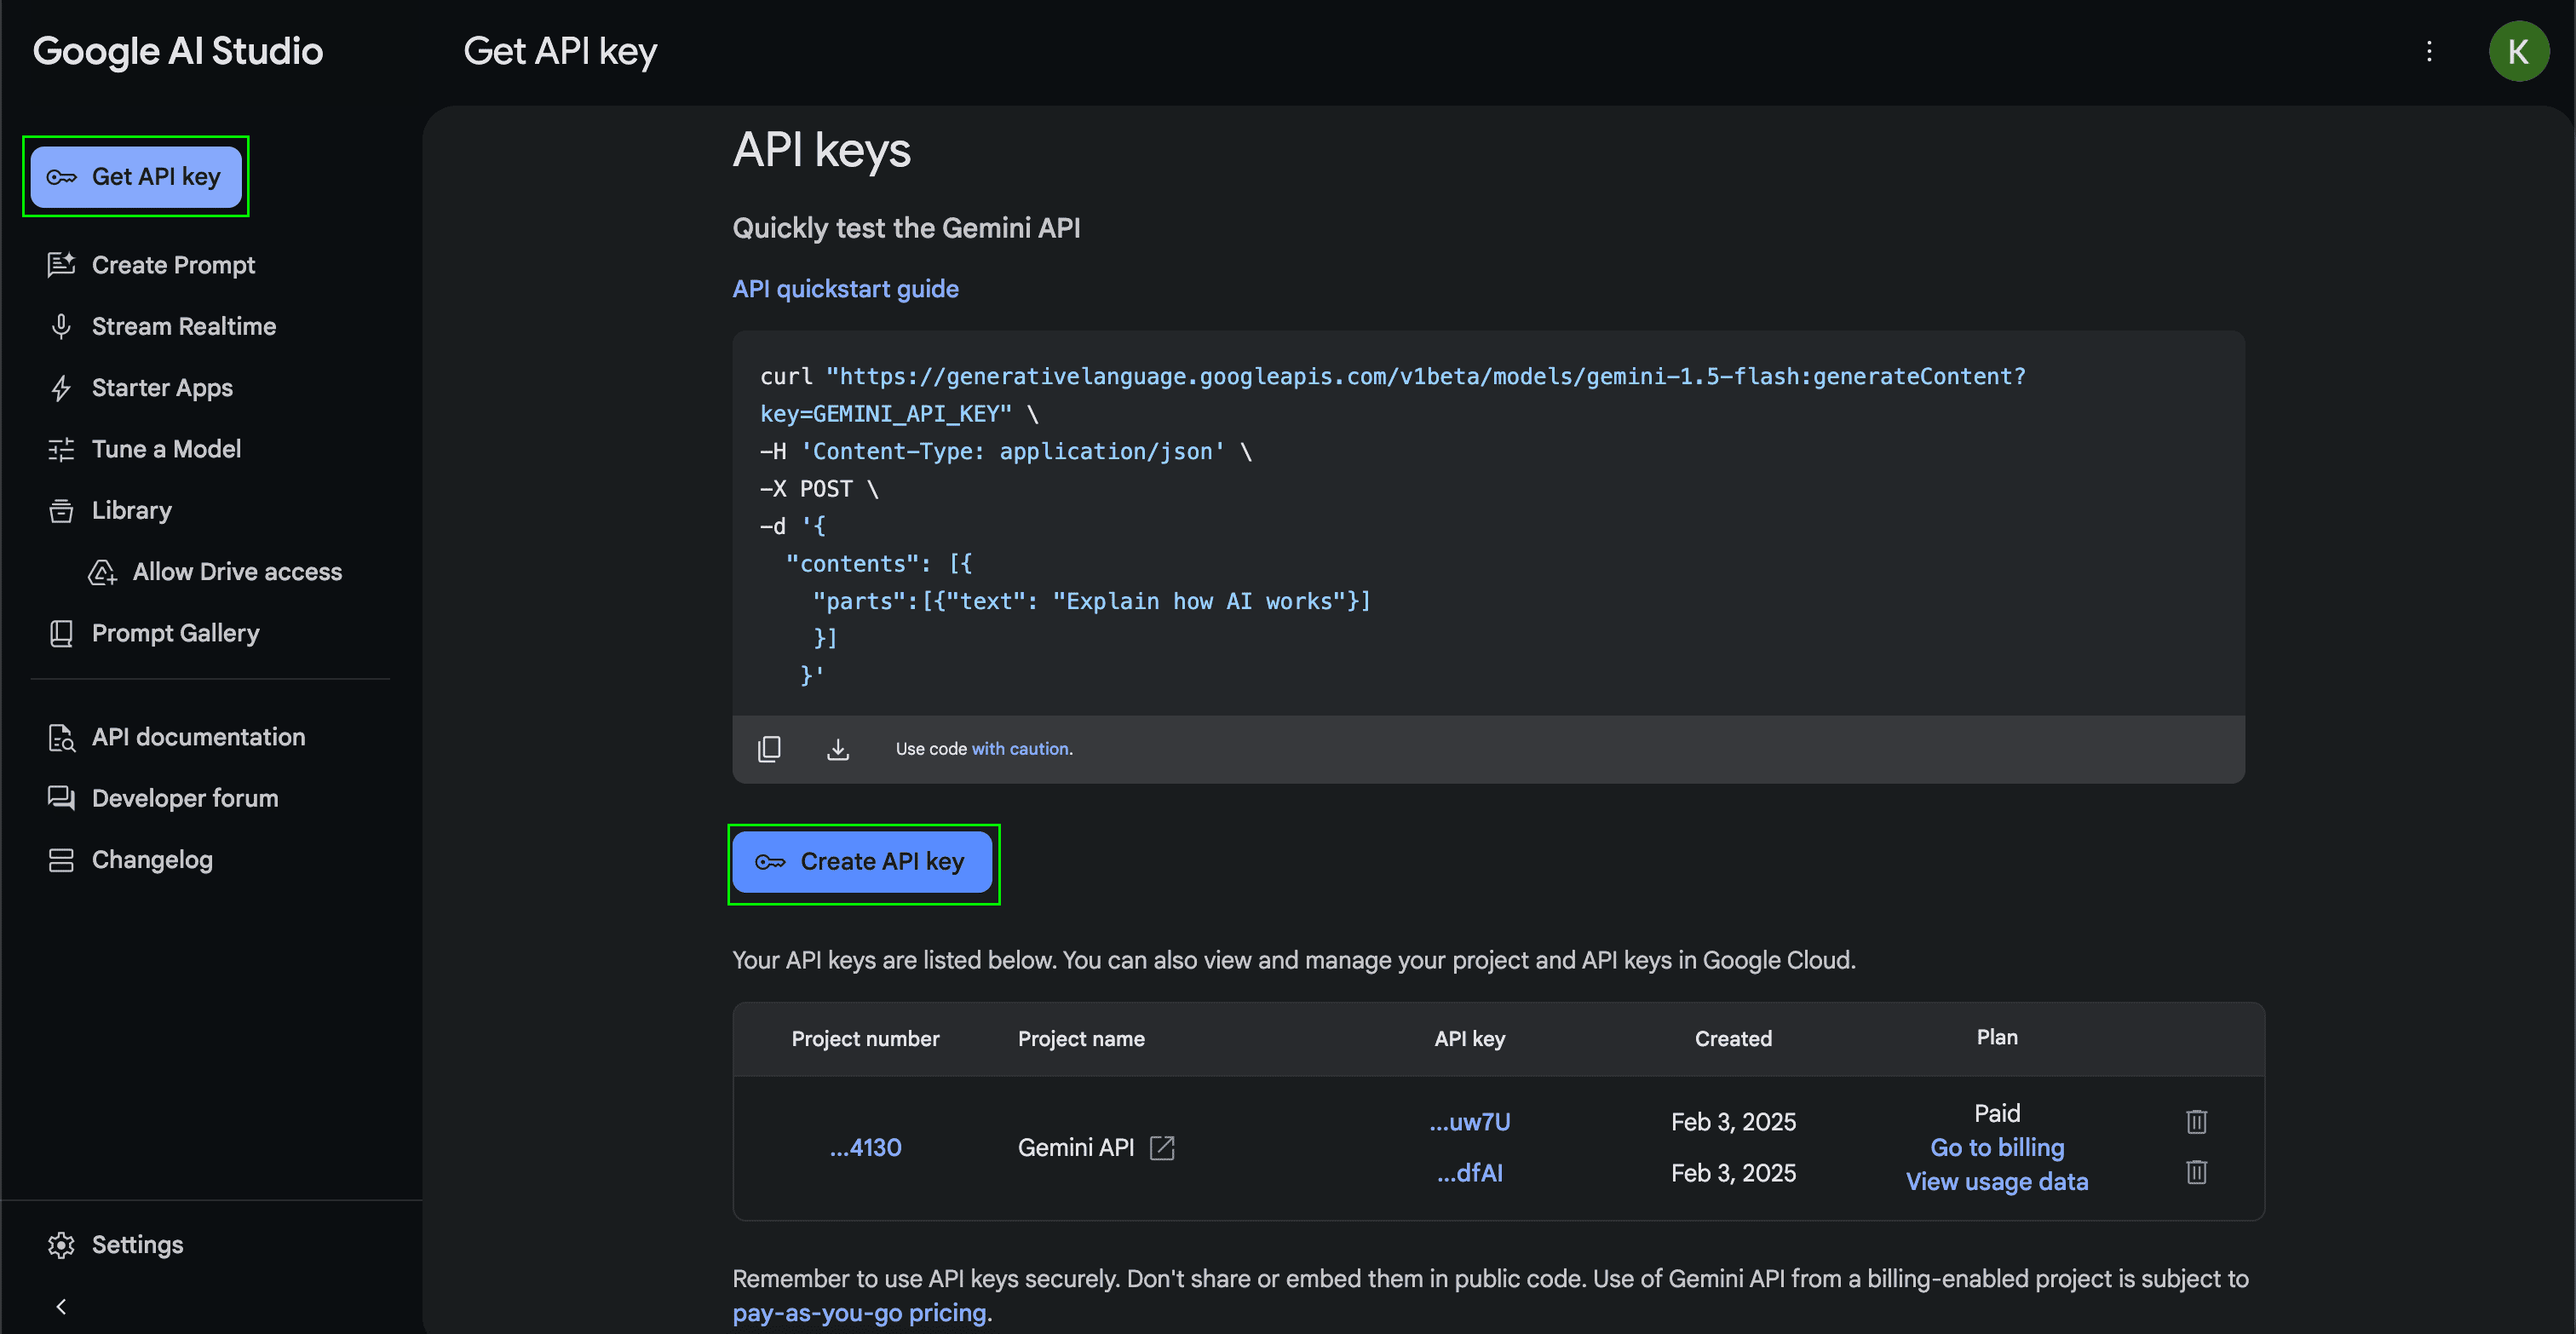 Google AI Studio
Get API key
K
Get API key
Create Prompt
Stream Realtime
Starter Apps
Tune a Model
Library
Allow Drive access
Prompt Gallery
API documentation
Developer forum
Changelog
Settings
API keys
Quickly test the Gemini API
API quickstart guide
curl "https://generativelanguage.googleapis.com/v1beta/models/gemini-1.5-flash:generateContent?
key=GEMINI_API_KEY" \
-H 'Content-Type: application/json' \
-X POST \
-d '{
  "contents": [{
    "parts":[{"text": "Explain how AI works"}]
    }]
   }'
Use code with caution.
Create API key
Your API keys are listed below. You can also view and manage your project and API keys in Google Cloud.
Project number Project name API key Created Plan
...4130 Gemini API
...uw7U Feb 3, 2025 Paid
Go to billing
...dfAI Feb 3, 2025 View usage data
Remember to use API keys securely. Don't share or embed them in public code. Use of Gemini API from a billing-enabled project is subject to
pay-as-you-go pricing.